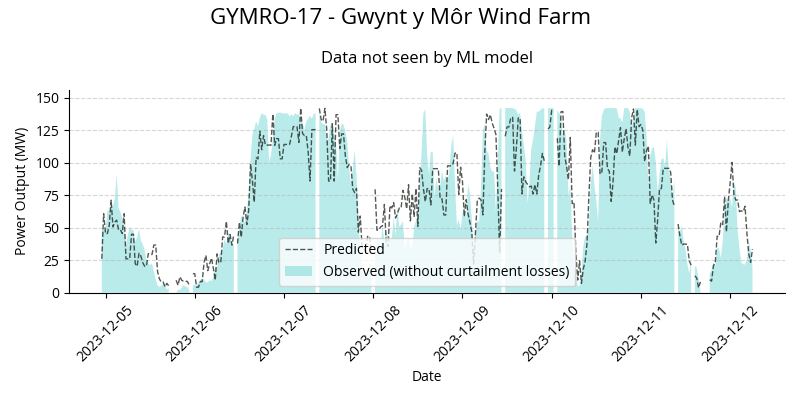 GYMRO-17 - Gwynt y Môr Wind Farm
Data not seen by ML model
Power Output (MW)
150
125
100
75
50
25
0
Predicted
Observed (without curtailment losses)
2023-12-05
2023-12-06
2023-12-07
2023-12-08
2023-12-09
2023-12-10
2023-12-11
2023-12-12
Date